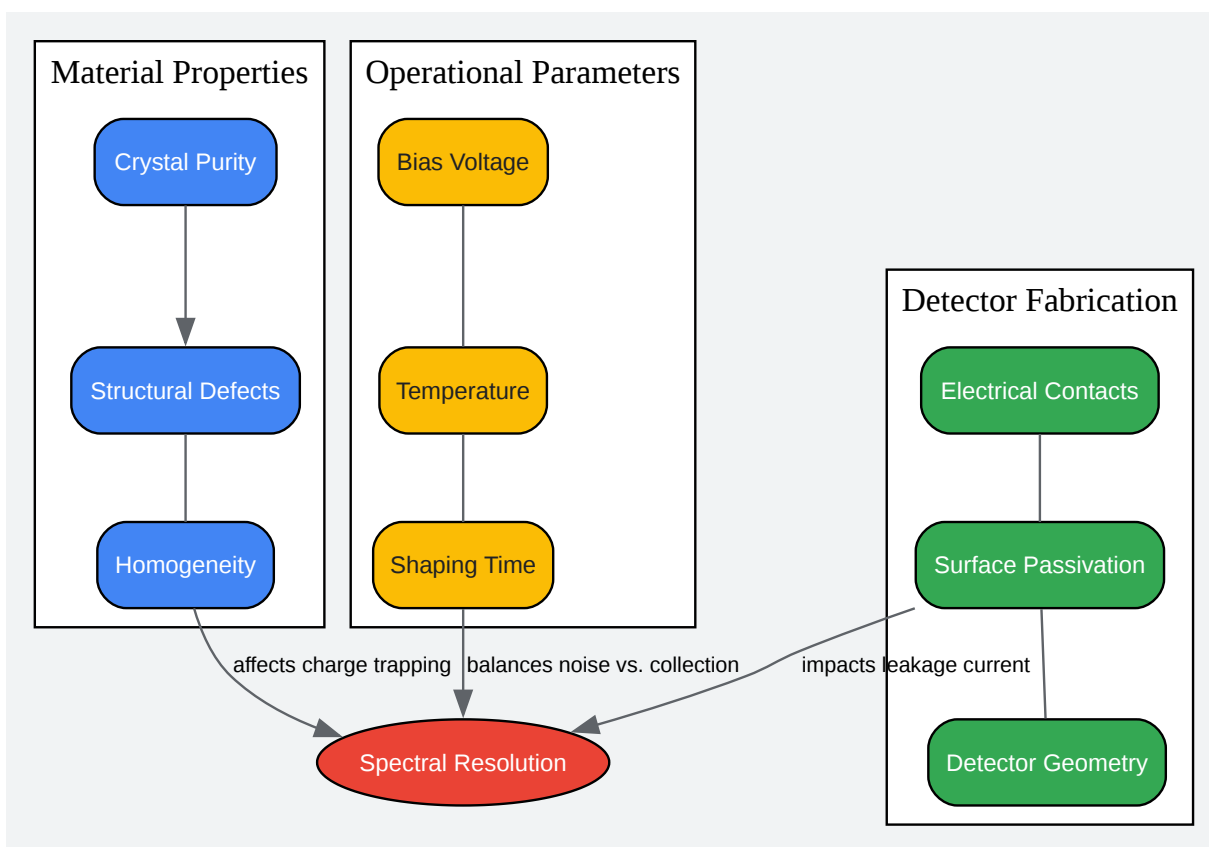 Material Properties
Crystal Purity
Structural Defects
Homogeneity
Operational Parameters
Bias Voltage
Temperature
Shaping Time
Detector Fabrication
Electrical Contacts
Surface Passivation
Detector Geometry
affects charge trapping
balances noise vs. collection
impacts leakage current
Spectral Resolution